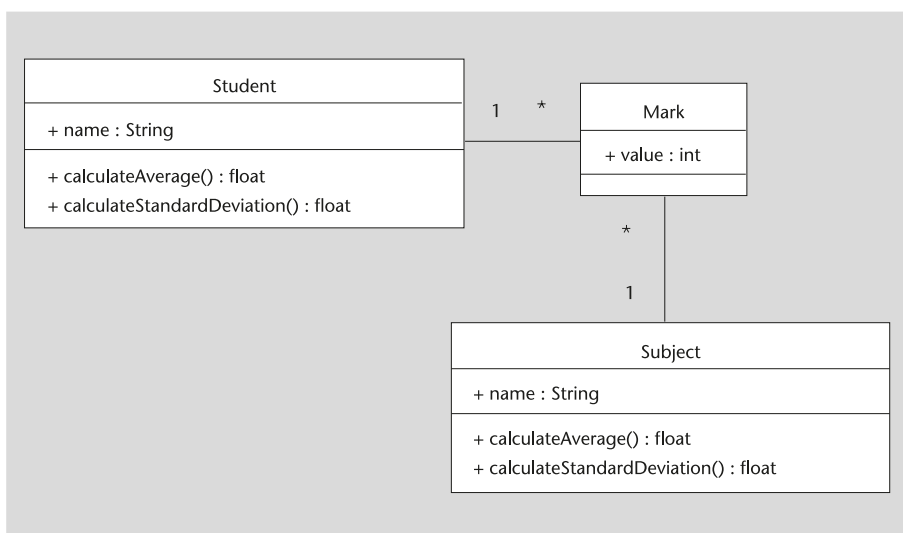 Student
+ name : String
+ calculateAverage() : float
+ calculateStandardDeviation() : float
1 *
Mark
+ value : int
*
1
Subject
+ name : String
+ calculateAverage() : float
+ calculateStandardDeviation() : float